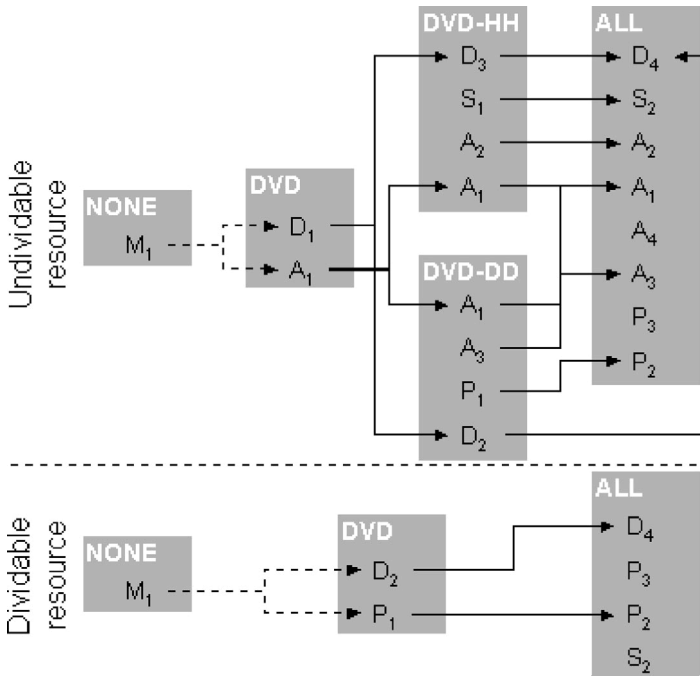 Undividable
resource
NONE
M₁
DVD
D₁
A₁
DVD-HH
D₃
S₁
A₂
A₁
DVD-DD
A₁
A₃
P₁
D₂
ALL
D₄
S₂
A₂
A₁
A₄
A₃
P₃
P₂
Dividable
resource
NONE
M₁
DVD
D₂
P₁
ALL
D₄
P₃
P₂
S₂